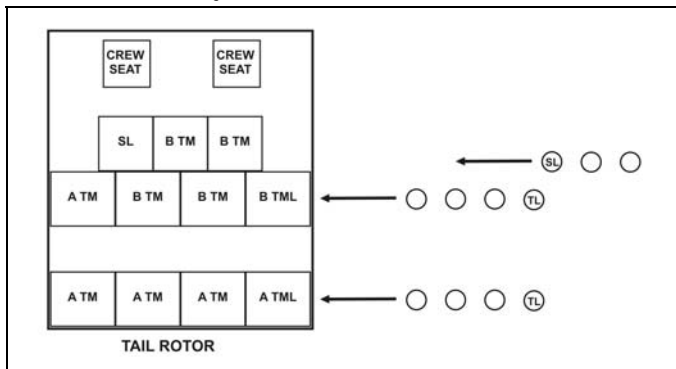 CREW SEAT CREW SEAT
SL B TM B TM
SL
A TM B TM B TM B TML
TL
A TM A TM A TM A TML
TL
TAIL ROTOR